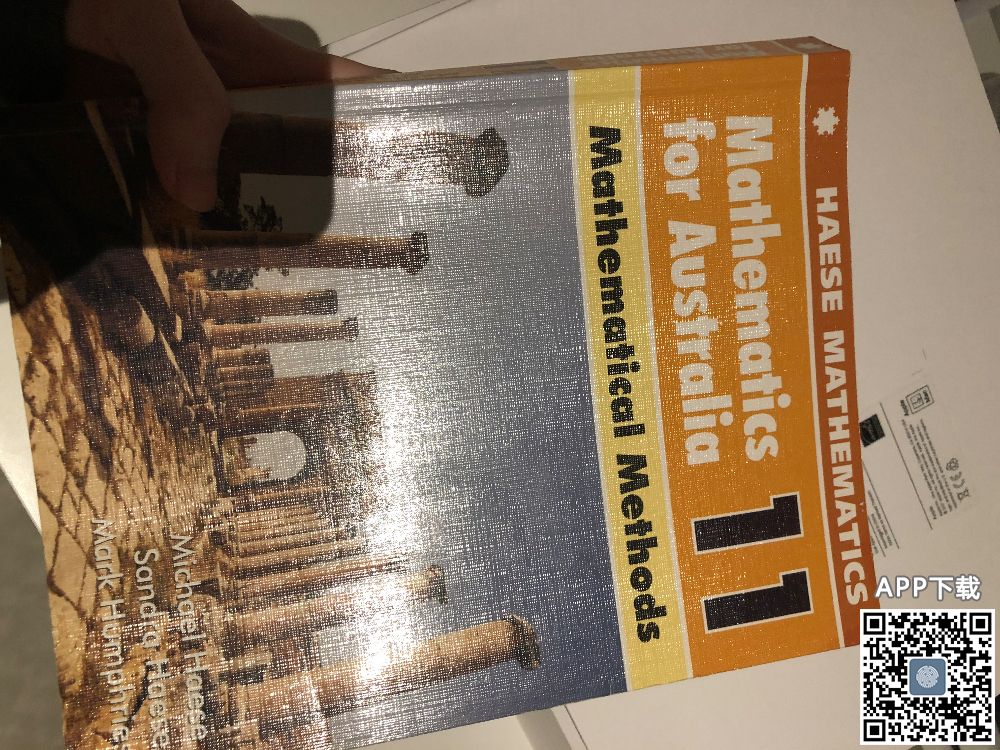 HAESE MATHEMATICS
Mathematics
for Australia
11
Mathematical Methods
Michael Haese
Sandra Haese
Mark Humphries
APP下载